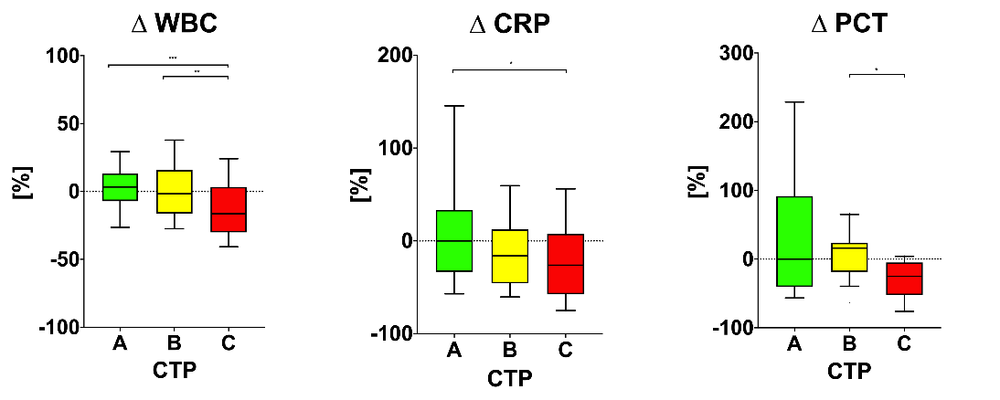 Δ WBC
100
50
0
-50
-100
[%]
***
**
A B C
CTP
Δ CRP
200
100
0
-100
[%]
*
A B C
CTP
Δ PCT
300
200
100
0
-100
[%]
*
A B C
CTP